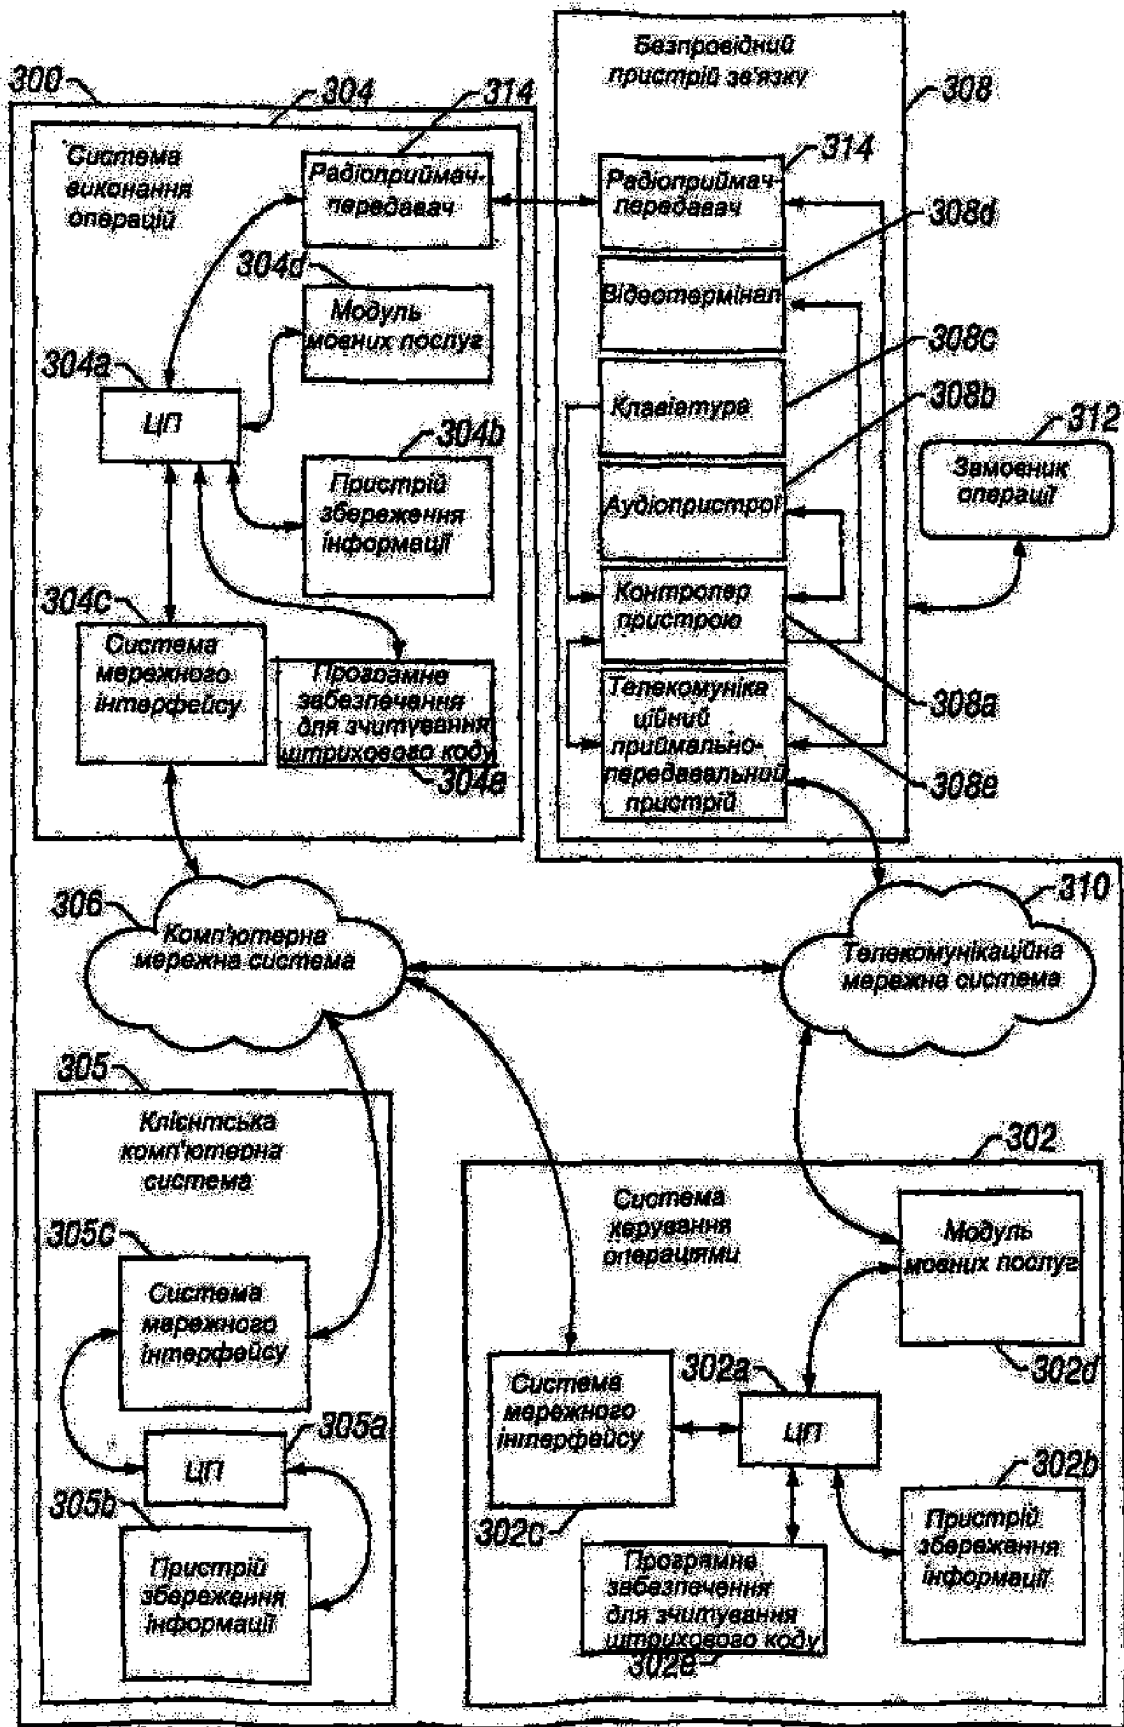 Безпровідний
пристрій зв'язку
300
304
314
308
Система
виконання
операцій
Радіоприймач-
передавач
314
Радіоприймач-
передавач
308d
304d
Відеотермінал
Модуль
мовних послуг
308c
304a
ЦП
Клавіатура
308b
304b
312
Пристрій
збереження
інформації
Аудіопристрої
Замовник
операції
304c
Контролер
пристрою
Система
мережного
інтерфейсу
Програмне
забезпечення
для зчитування
штрихового коду
304e
Телекомуніка
ційний
приймально-
передавальний
пристрій
308a
308e
306
Комп'ютерна
мережна система
310
Телекомунікаційна
мережна система
305
Клієнтська
комп'ютерна
система
302
Система
керування
операціями
Модуль
мовних послуг
302d
305c
Система
мережного
інтерфейсу
302a
Система
мережного
інтерфейсу
ЦП
305a
ЦП
302c
302b
305b
Пристрій
збереження
інформації
Програмне
забезпечення
для зчитування
штрихового коду
302e
Пристрій
збереження
інформації